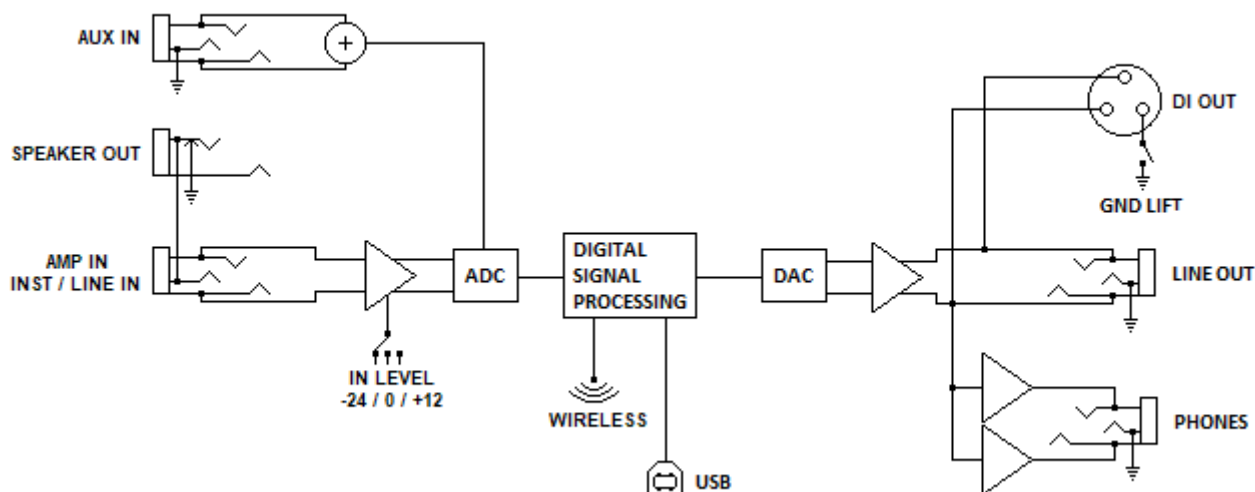 AUX IN
SPEAKER OUT
AMP IN
INST / LINE IN
IN LEVEL
-24 / 0 / +12
ADC
DIGITAL
SIGNAL
PROCESSING
WIRELESS
USB
DAC
DI OUT
GND LIFT
LINE OUT
PHONES